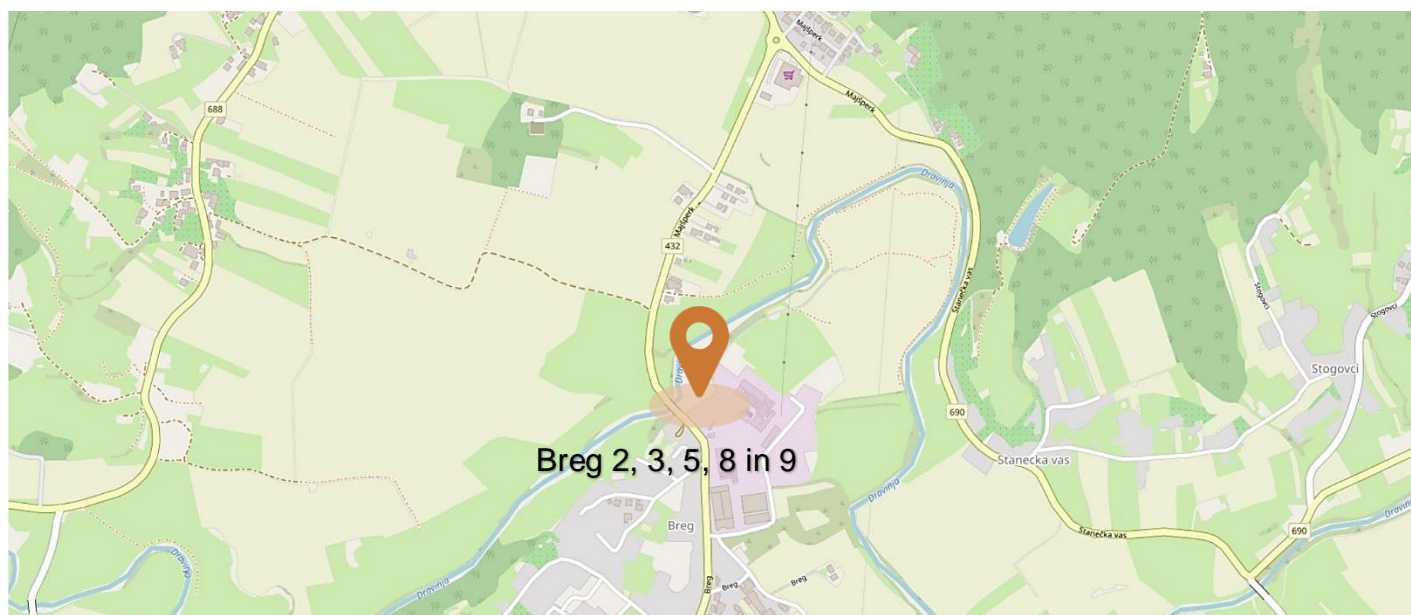 Majšperk
688
Majšperk
Dravinja
Majšperk
432
Stanečka vas
Stogovci
Stogovci
Dravinja
Stogovci
690
Breg 2, 3, 5, 8 in 9
Stanečka vas
Dravinja
Breg
Dravinja
690
Stanečka vas
Dravinja
Breg
Breg
Breg